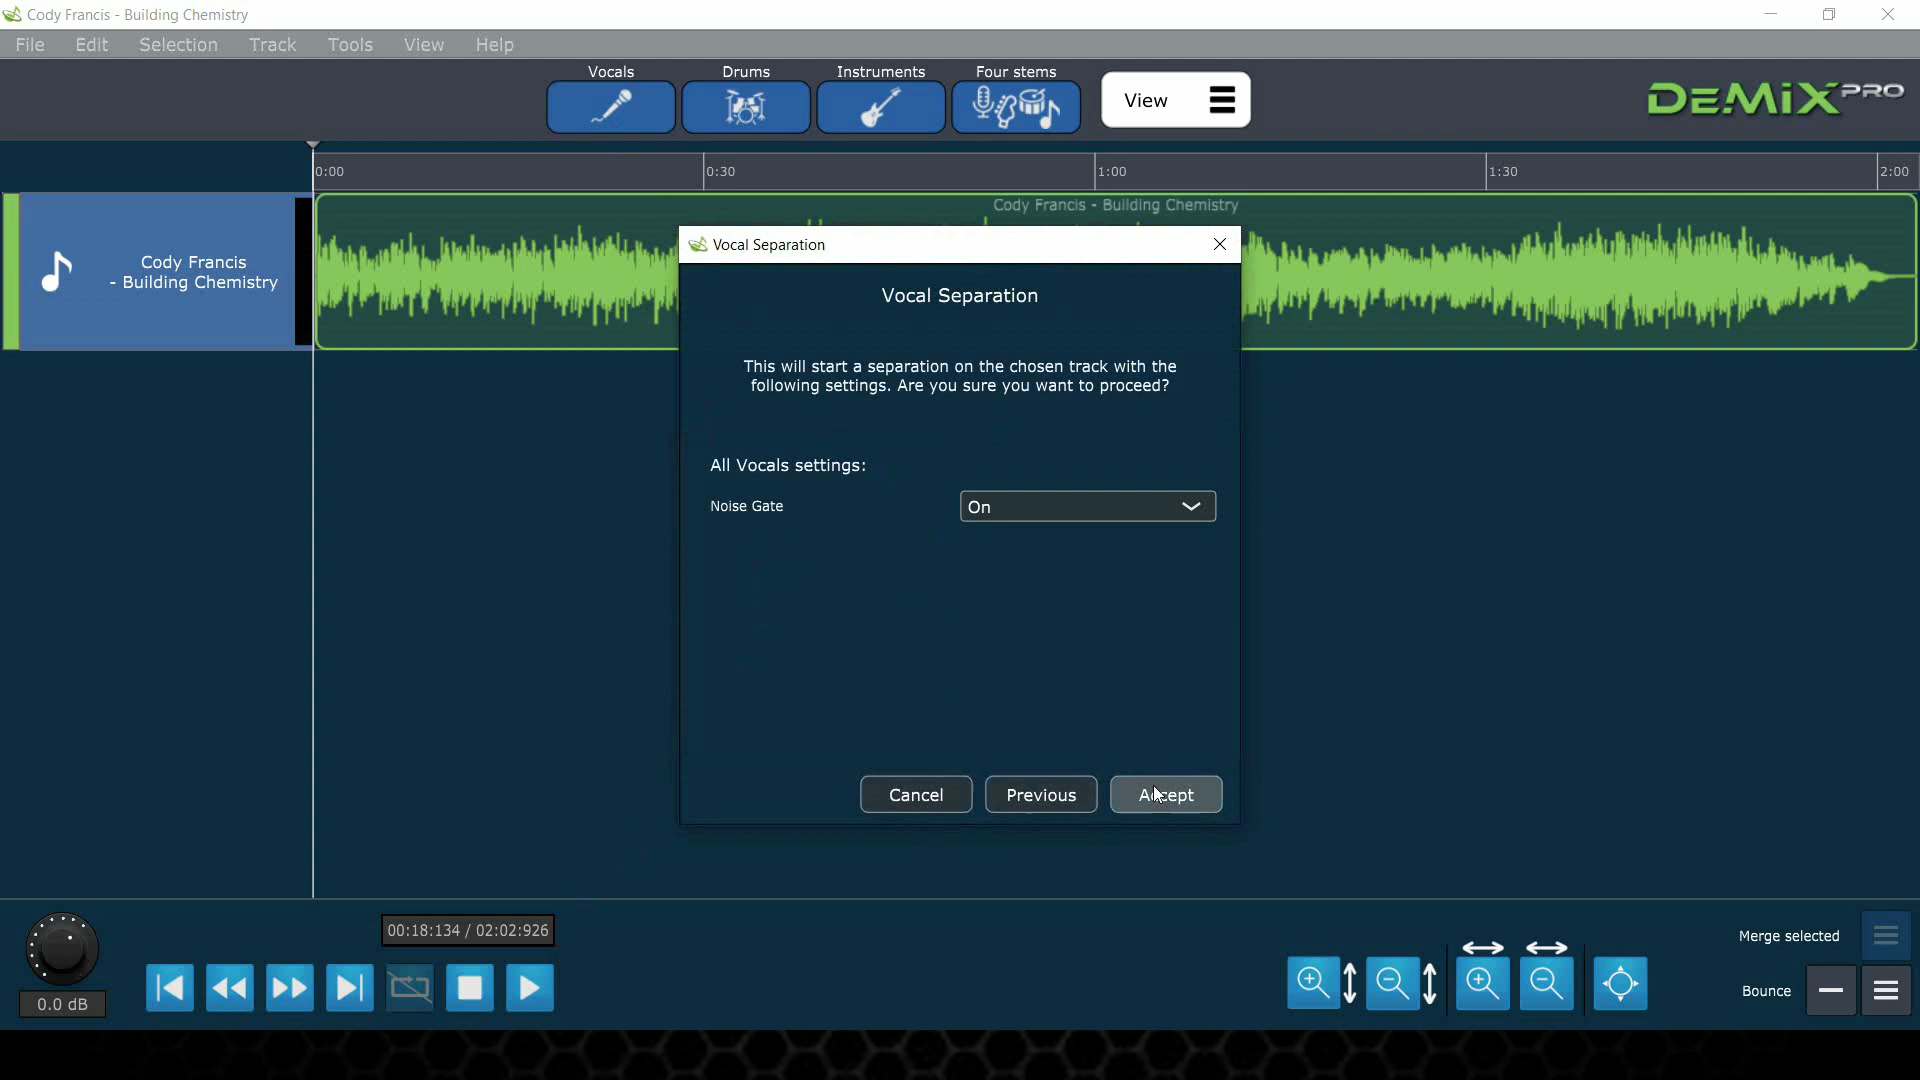 Cody Francis - Building Chemistry
File Edit Selection Track Tools View Help
Vocals Drums Instruments Four stems
View
DeMiX PRO
0:00 0:30 1:00 1:30 2:00
Cody Francis - Building Chemistry
Cody Francis
- Building Chemistry
Vocal Separation
Vocal Separation
This will start a separation on the chosen track with the
following settings. Are you sure you want to proceed?
All Vocals settings:
Noise Gate On
Cancel Previous Accept
00:18:134 / 02:02:926
0.0 dB
Merge selected
Bounce